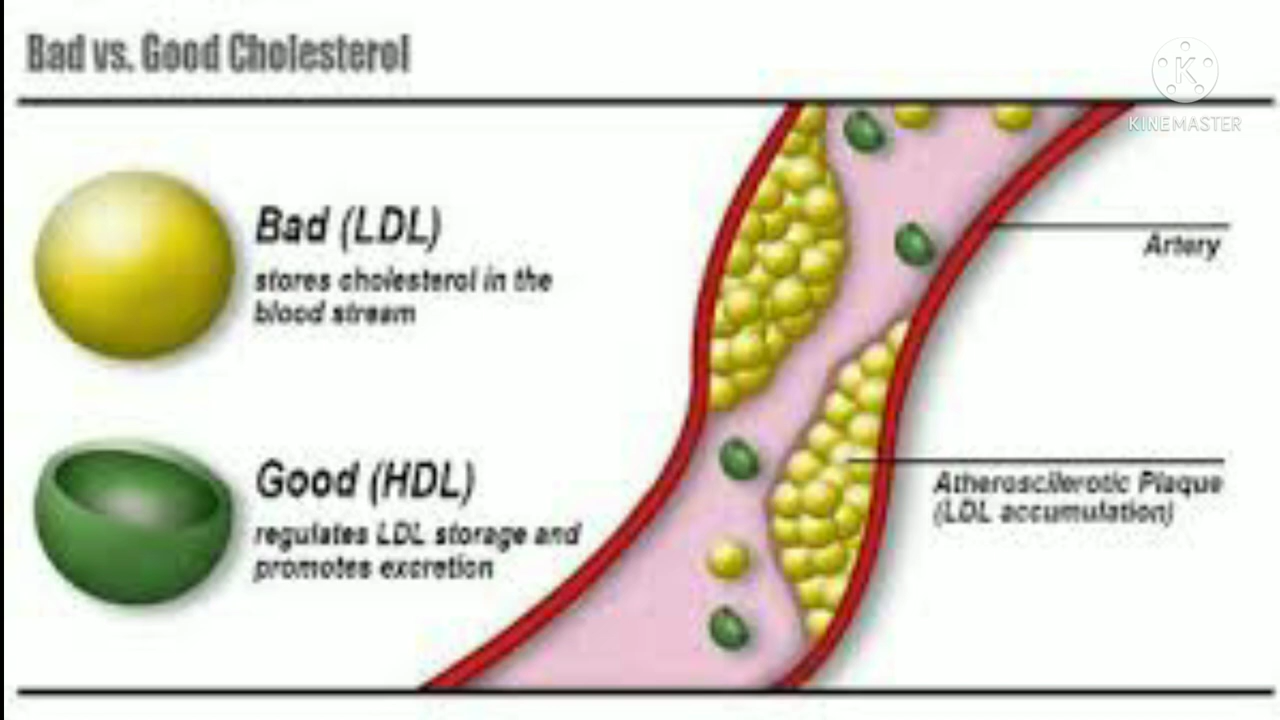 Bad vs. Good Cholesterol
K
KINEMASTER
Bad (LDL)
stores cholesterol in the
blood stream
Artery
Good (HDL)
regulates LDL storage and
promotes excretion
Atheroscilerotic Plaque
(LDL accumulation)